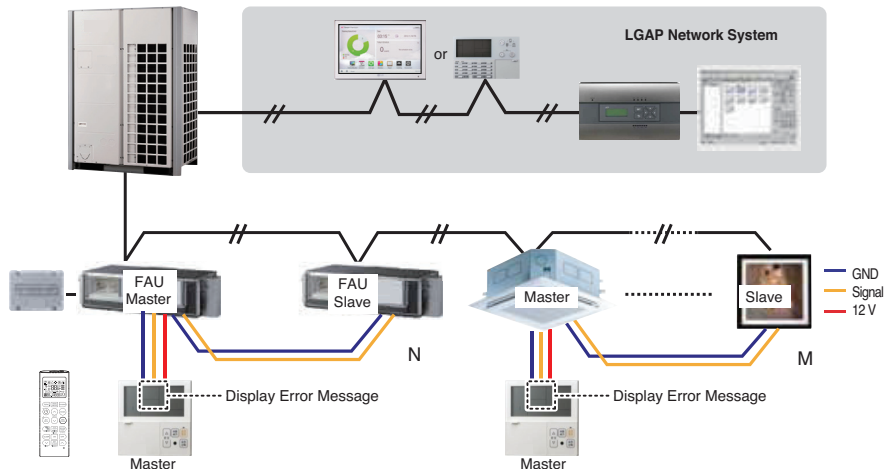 or
LGAP Network System
FAU
Master
FAU
Slave
Master
Slave
GND
Signal
12 V
N
M
Display Error Message
Display Error Message
Master
Master